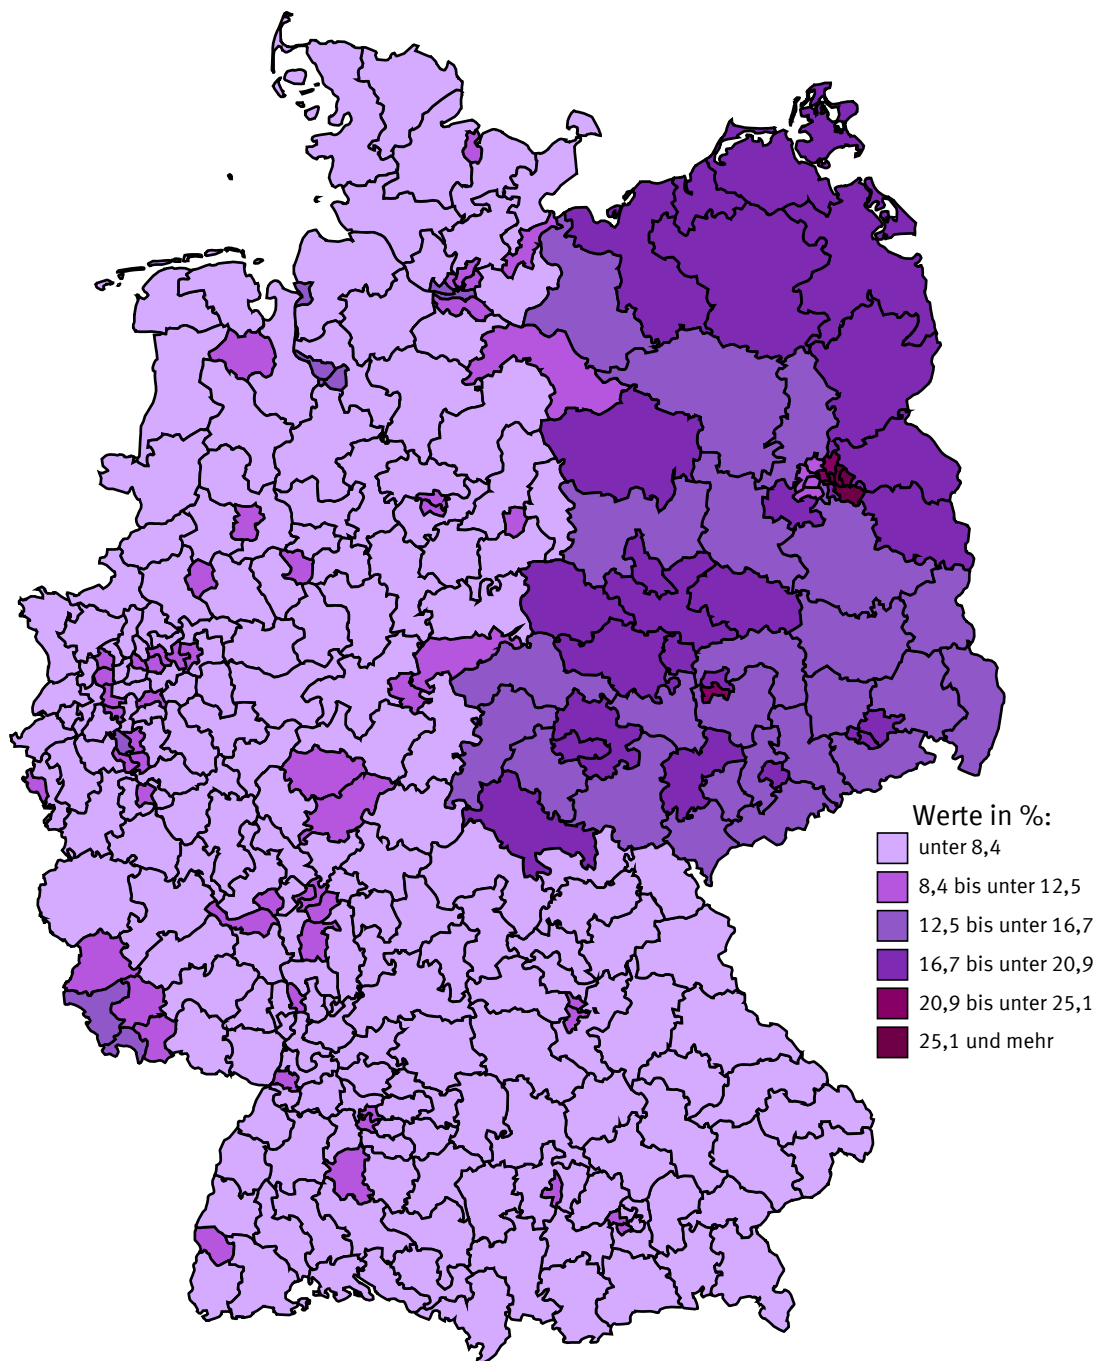 Werte in %:
unter 8,4
8,4 bis unter 12,5
12,5 bis unter 16,7
16,7 bis unter 20,9
20,9 bis unter 25,1
25,1 und mehr